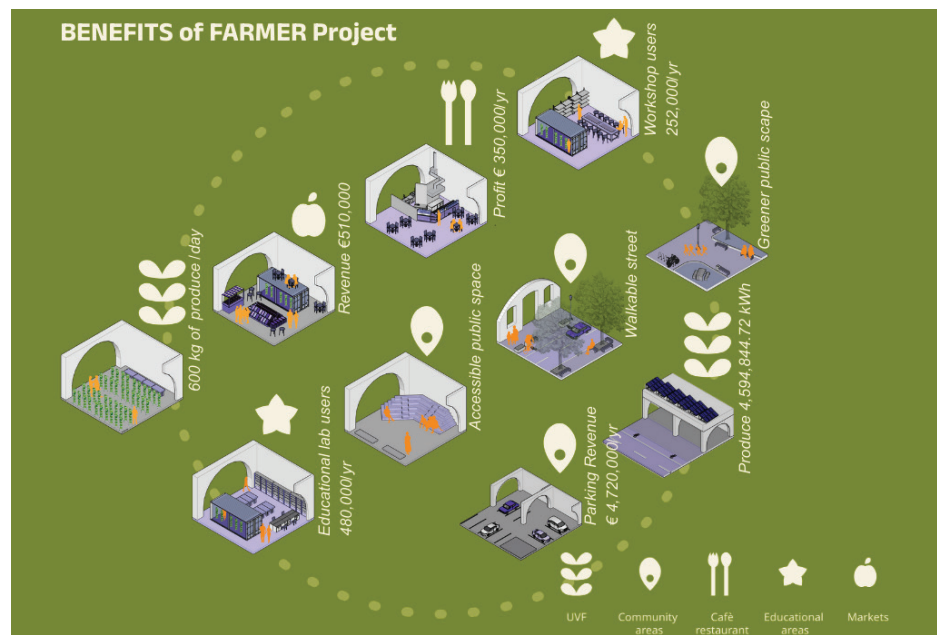 BENEFITS of FARMER Project
Workshop users
252,000/yr
Profit € 350,000/yr
Greener public scape
Revenue €510,000
Walkable street
600 kg of produce / day
Accessible public space
Produce 4,594,844.72 kWh
Educational lab users
480,000/yr
Parking Revenue
€ 4,720,000/yr
UVF
Community
areas
Cafè
restaurant
Educational
areas
Markets